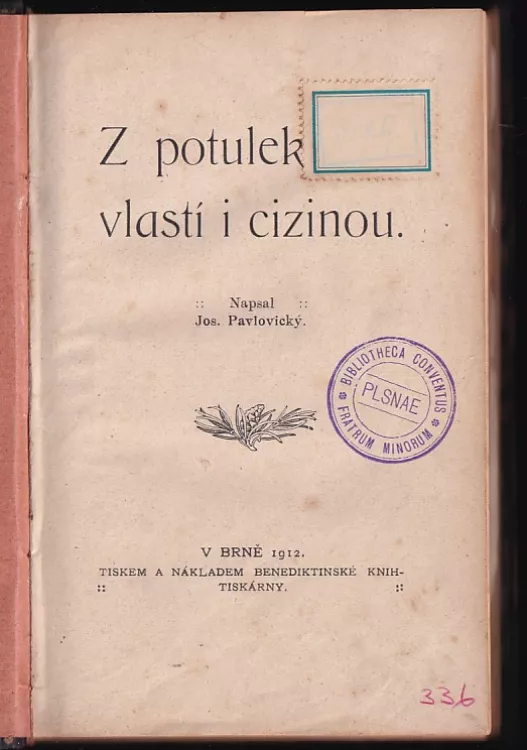 Z potulek
vlastí i cizinou.
:: Napsal ::
Jos. Pavlovický.
BIBLIOTHECA CONVENTUS
PLSNAE
FRATRUM MINORUM
V BRNĚ 1912.
TISKEM A NÁKLADEM BENEDIKTINSKÉ KNIH-
:: TISKÁRNY. ::
336